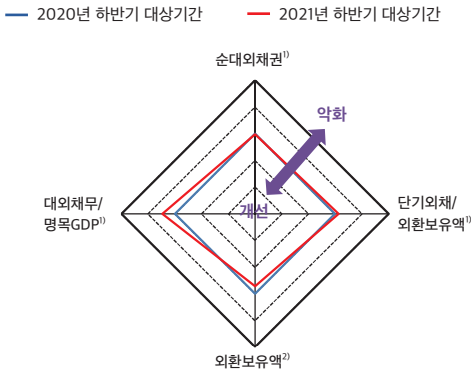 2020년 하반기 대상기간 2021년 하반기 대상기간
순대외채권1)
악화
대외채무/
명목GDP1)
개선
단기외채/
외환보유액1)
외환보유액2)